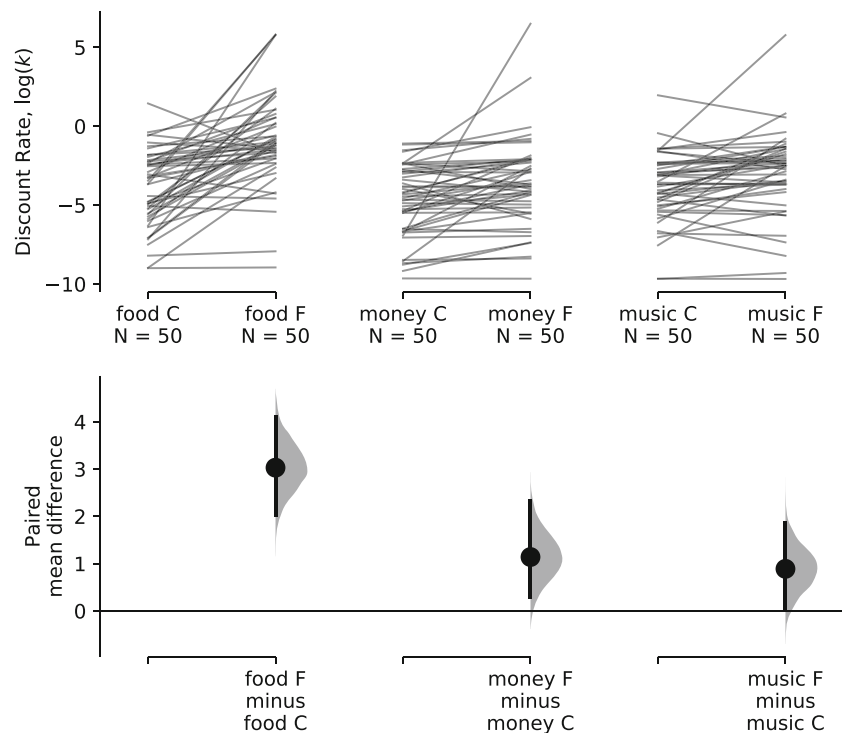 Discount Rate, log(k)
5
0
−5
−10
food C
N = 50
food F
N = 50
money C
N = 50
money F
N = 50
music C
N = 50
music F
N = 50
Paired
mean difference
4
3
2
1
0
food F
minus
food C
money F
minus
money C
music F
minus
music C